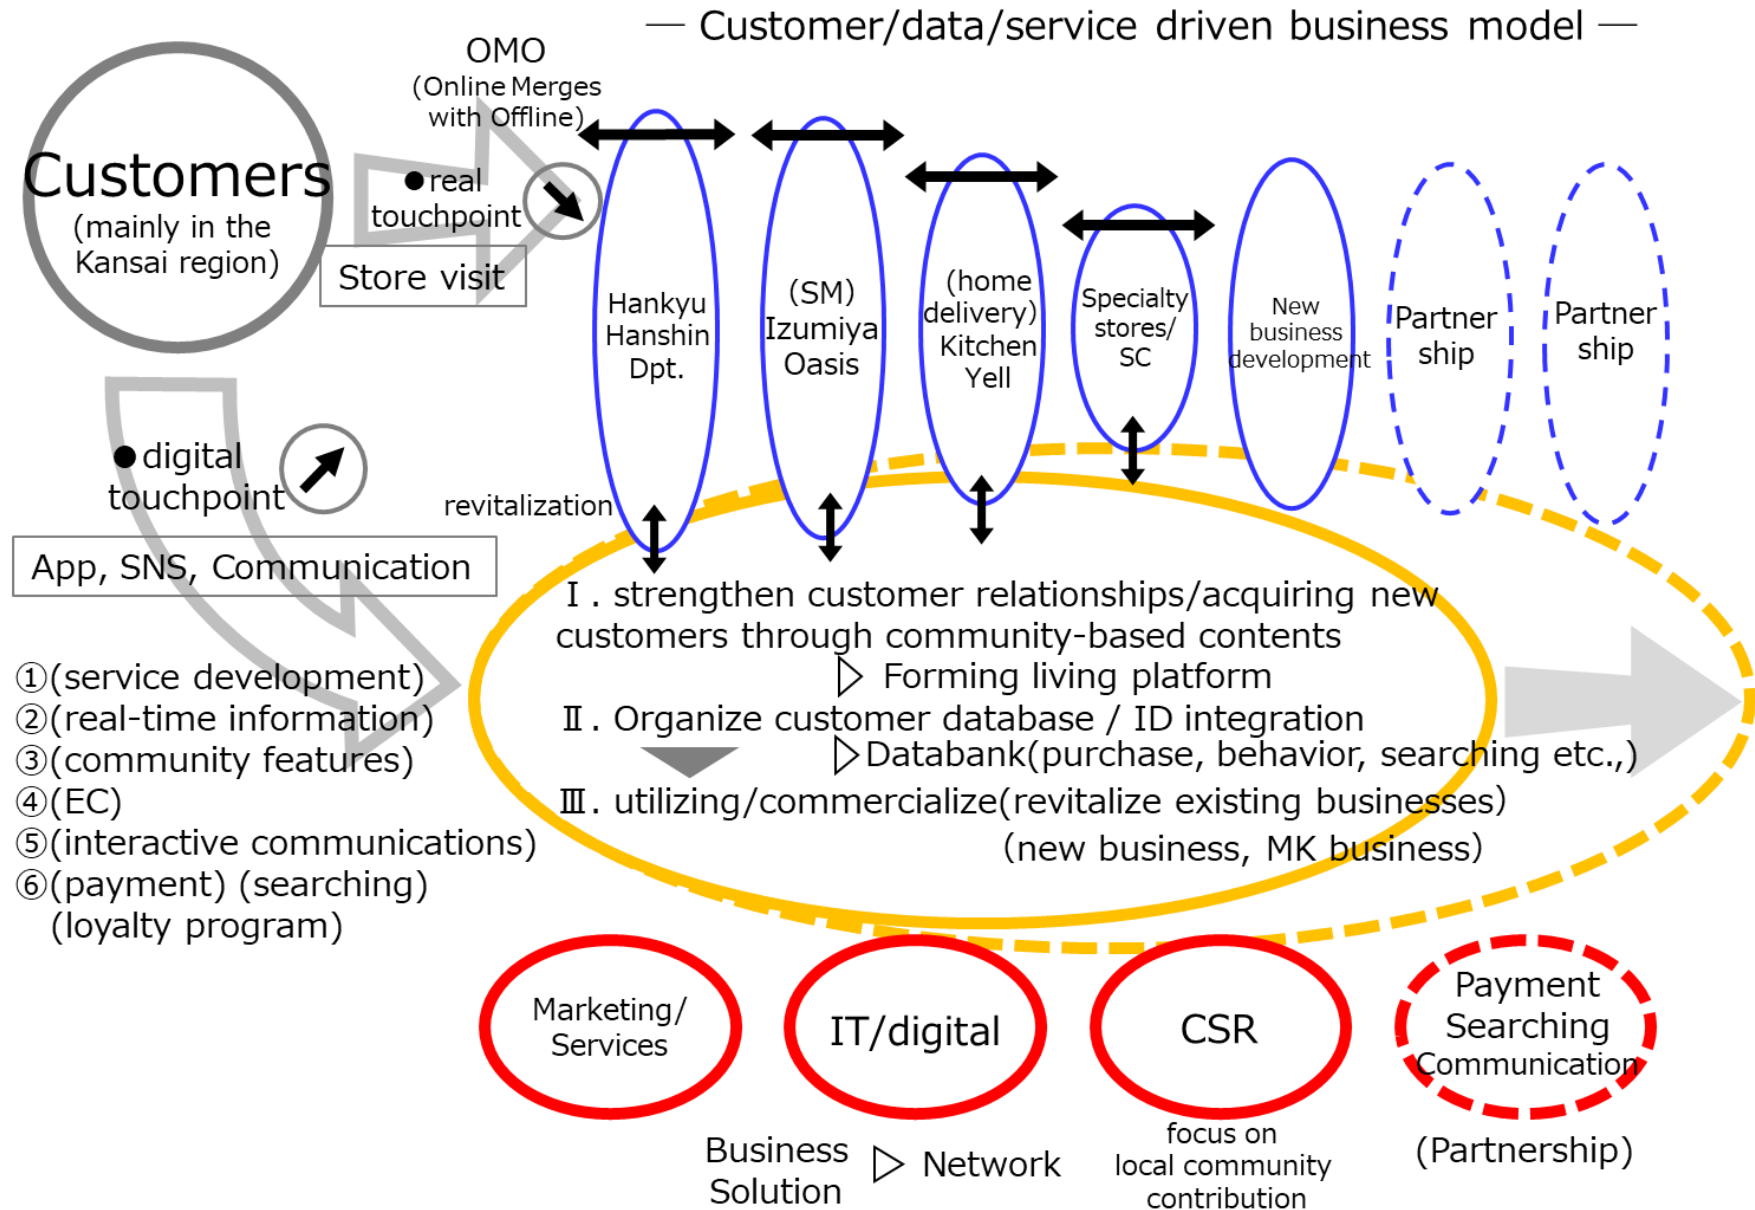 — Customer/data/service driven business model —
OMO
(Online Merges
with Offline)
Customers
(mainly in the
Kansai region)
●real
touchpoint
Store visit
Hankyu
Hanshin
Dpt.
(SM)
Izumiya
Oasis
(home
delivery)
Kitchen
Yell
Specialty
stores/
SC
New
business
development
Partner
ship
Partner
ship
●digital
touchpoint
revitalization
App, SNS, Communication
①(service development)
②(real-time information)
③(community features)
④(EC)
⑤(interactive communications)
⑥(payment) (searching)
(loyalty program)
Ⅰ. strengthen customer relationships/acquiring new
customers through community-based contents
▷ Forming living platform
Ⅱ. Organize customer database / ID integration
▷Databank(purchase, behavior, searching etc.,)
Ⅲ. utilizing/commercialize(revitalize existing businesses)
(new business, MK business)
Marketing/
Services
IT/digital
CSR
Payment
Searching
Communication
Business
Solution
▷ Network
focus on
local community
contribution
(Partnership)